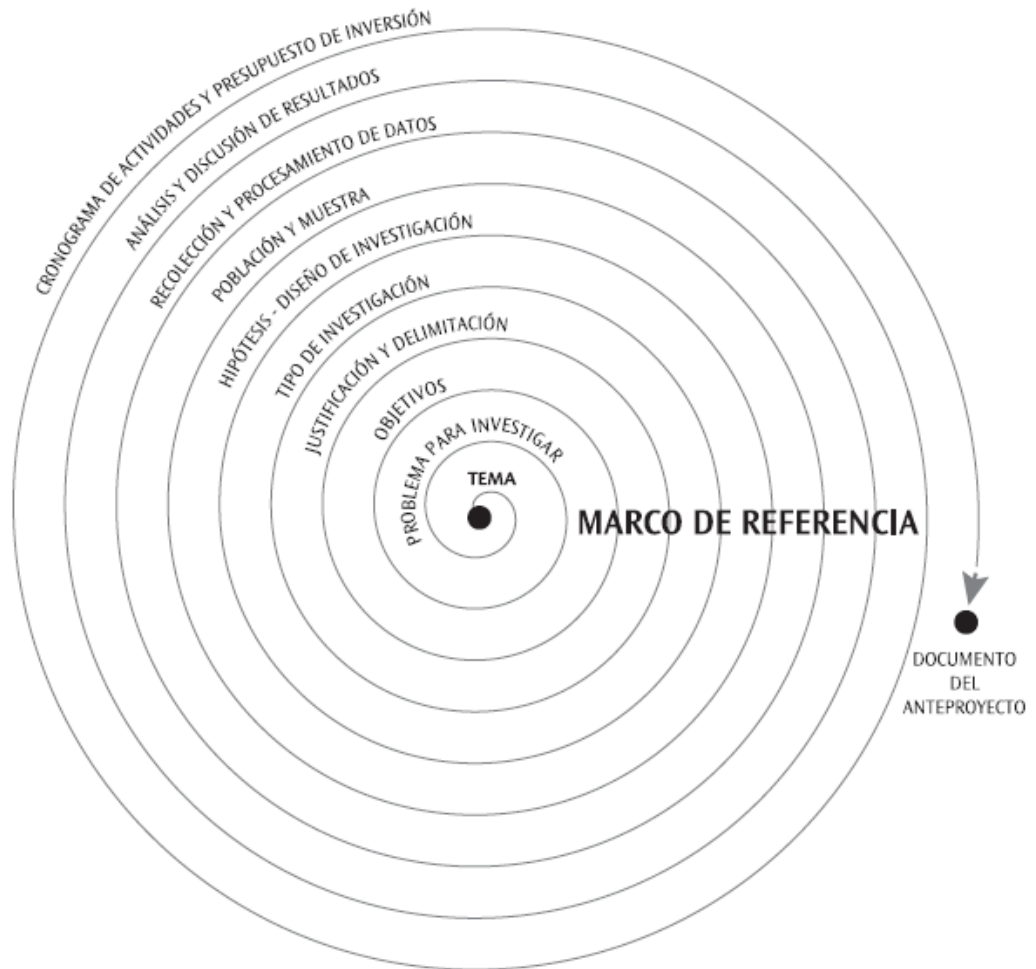 CRONOGRAMA DE ACTIVIDADES Y PRESUPUESTO DE INVERSIÓN
ANÁLISIS Y DISCUSIÓN DE RESULTADOS
RECOLECCIÓN Y PROCESAMIENTO DE DATOS
POBLACIÓN Y MUESTRA
HIPÓTESIS - DISEÑO DE INVESTIGACIÓN
TIPO DE INVESTIGACIÓN
JUSTIFICACIÓN Y DELIMITACIÓN
OBJETIVOS
PROBLEMA PARA INVESTIGAR
TEMA
MARCO DE REFERENCIA
DOCUMENTO
DEL
ANTEPROYECTO